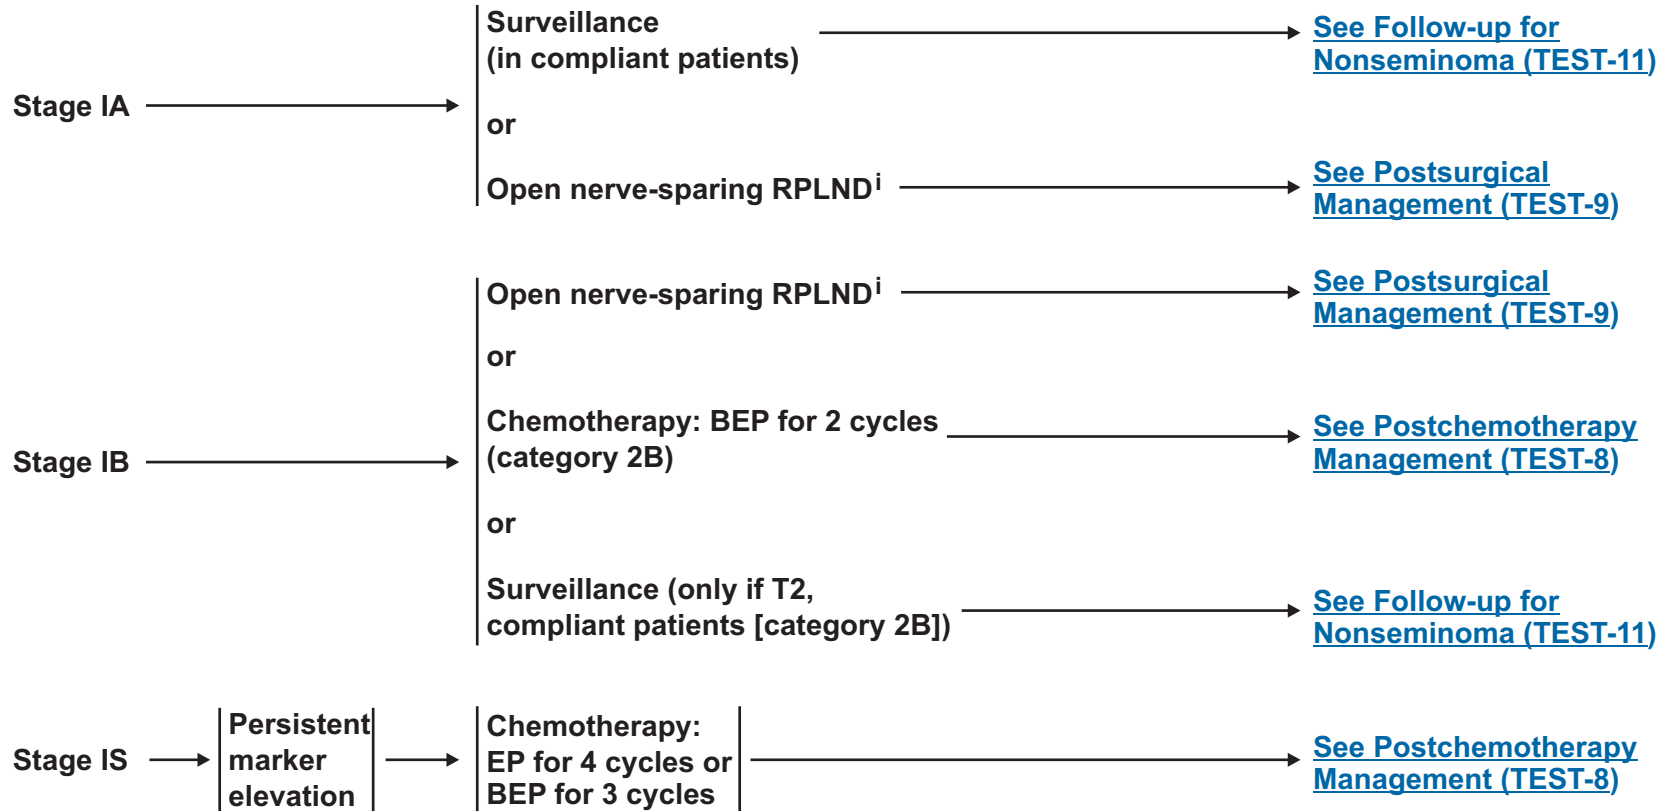 Stage IA
Surveillance
(in compliant patients)
See Follow-up for
Nonseminoma (TEST-11)
or
Open nerve-sparing RPLNDi
See Postsurgical
Management (TEST-9)
Stage IB
Open nerve-sparing RPLNDi
See Postsurgical
Management (TEST-9)
or
Chemotherapy: BEP for 2 cycles
(category 2B)
See Postchemotherapy
Management (TEST-8)
or
Surveillance (only if T2,
compliant patients [category 2B])
See Follow-up for
Nonseminoma (TEST-11)
Stage IS
Persistent
marker
elevation
Chemotherapy:
EP for 4 cycles or
BEP for 3 cycles
See Postchemotherapy
Management (TEST-8)